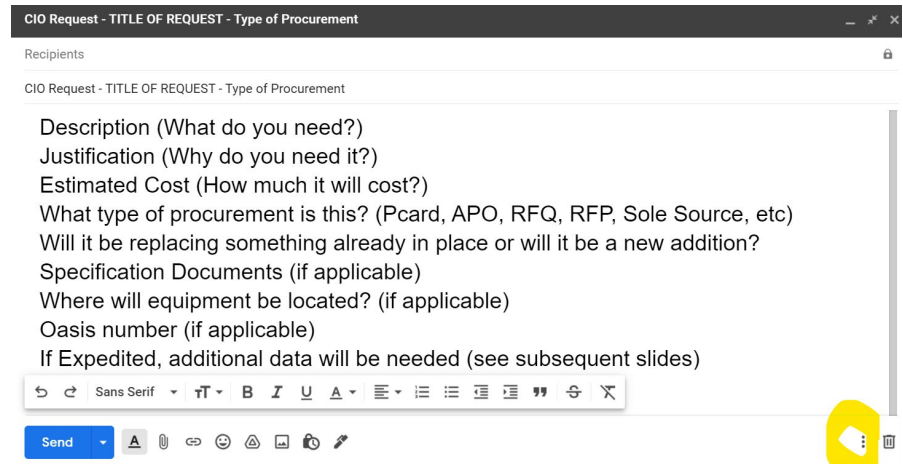 CIO Request - TITLE OF REQUEST - Type of Procurement
Recipients
CIO Request - TITLE OF REQUEST - Type of Procurement
Description (What do you need?)
Justification (Why do you need it?)
Estimated Cost (How much it will cost?)
What type of procurement is this? (Pcard, APO, RFQ, RFP, Sole Source, etc)
Will it be replacing something already in place or will it be a new addition?
Specification Documents (if applicable)
Where will equipment be located? (if applicable)
Oasis number (if applicable)
If Expedited, additional data will be needed (see subsequent slides)
Sans Serif
Send